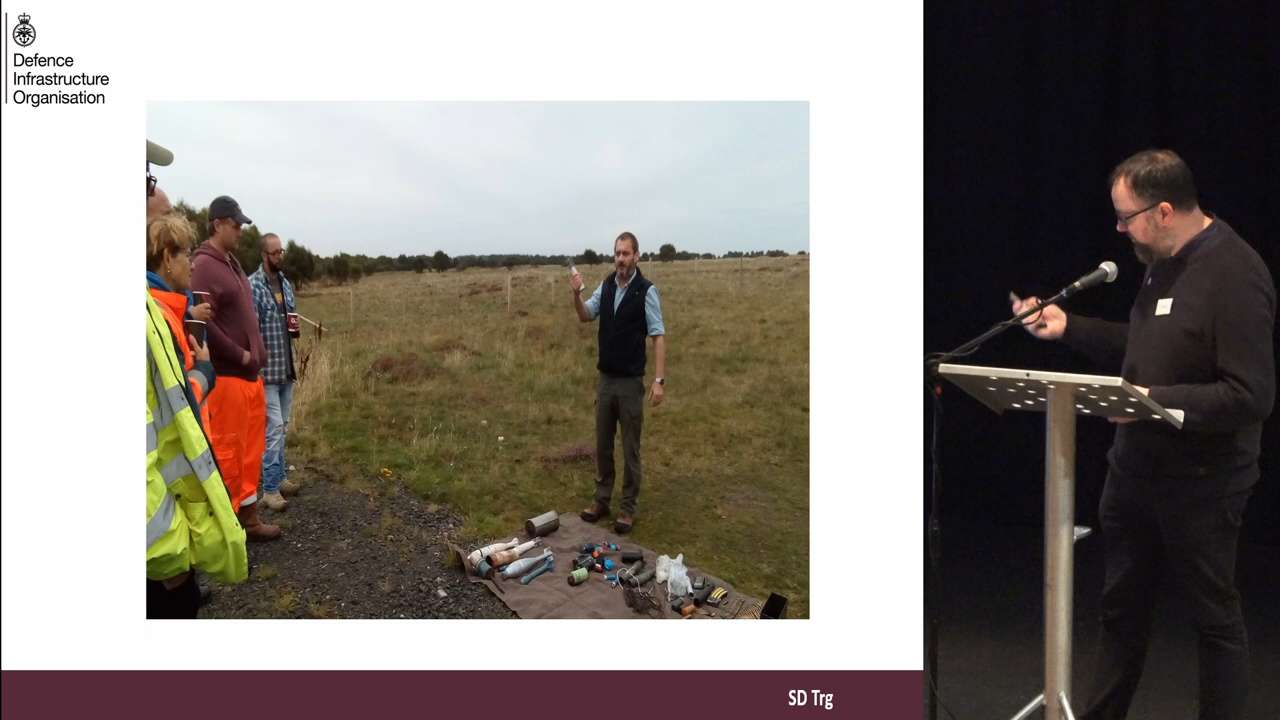 Defence
Infrastructure
Organisation
SD Trg